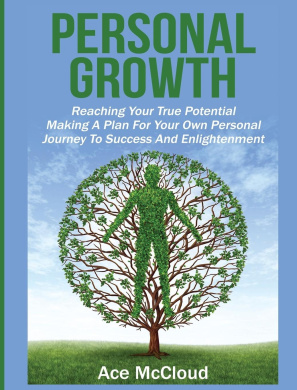 PERSONAL
GROWTH
Reaching Your True Potential
Making A Plan For Your Own Personal
Journey To Success And Enlightenment
Ace McCloud